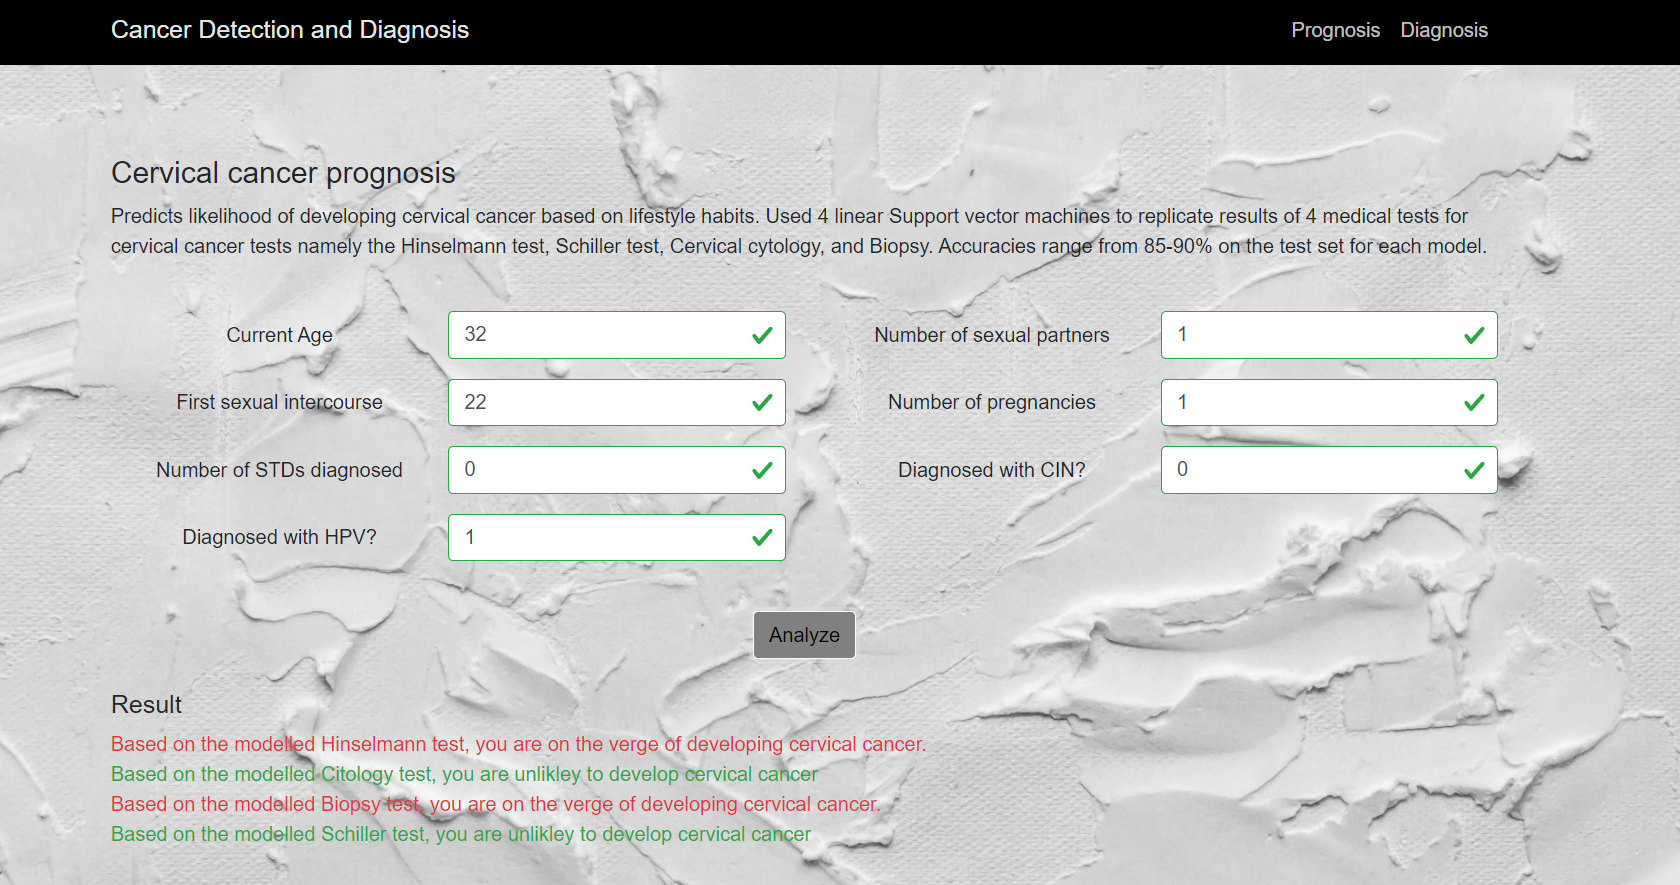 Cancer Detection and Diagnosis
Prognosis Diagnosis
Cervical cancer prognosis
Predicts likelihood of developing cervical cancer based on lifestyle habits. Used 4 linear Support vector machines to replicate results of 4 medical tests for
cervical cancer tests namely the Hinselmann test, Schiller test, Cervical cytology, and Biopsy. Accuracies range from 85-90% on the test set for each model.
Current Age 32 Number of sexual partners 1
First sexual intercourse 22 Number of pregnancies 1
Number of STDs diagnosed 0 Diagnosed with CIN? 0
Diagnosed with HPV? 1
Analyze
Result
Based on the modelled Hinselmann test, you are on the verge of developing cervical cancer.
Based on the modelled Citology test, you are unlikley to develop cervical cancer
Based on the modelled Biopsy test, you are on the verge of developing cervical cancer.
Based on the modelled Schiller test, you are unlikley to develop cervical cancer